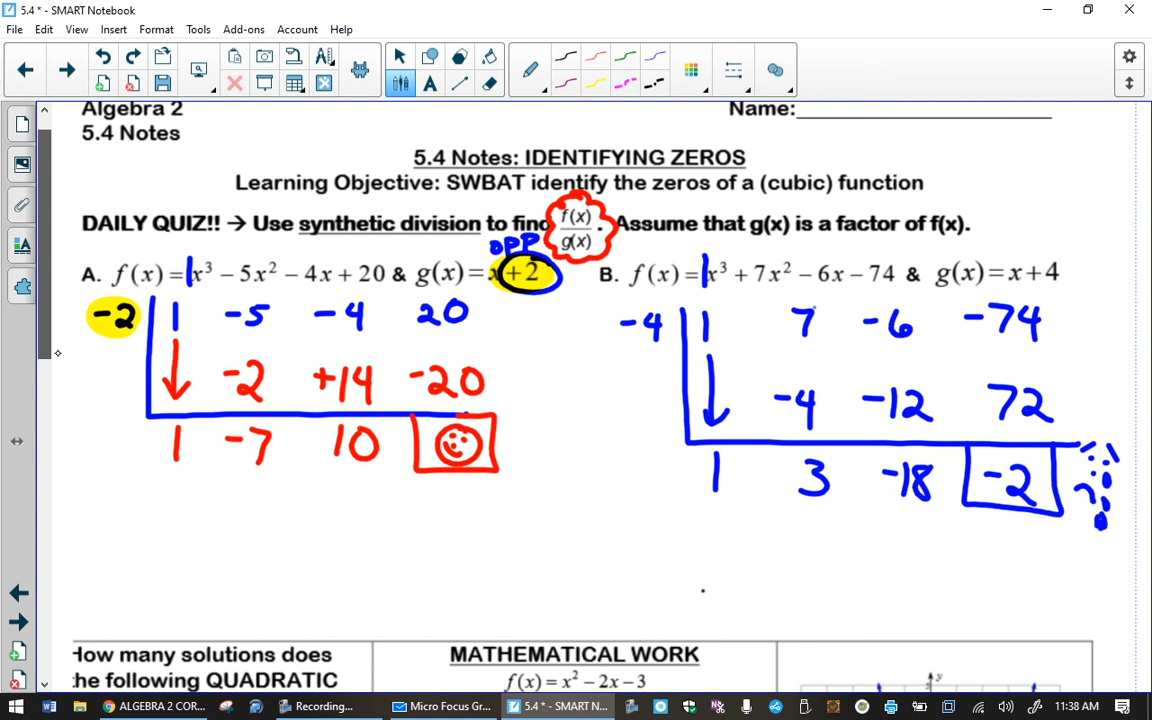 5.4 * - SMART Notebook
File Edit View Insert Format Tools Add-ons Account Help
Algebra 2 Name:
5.4 Notes
5.4 Notes: IDENTIFYING ZEROS
Learning Objective: SWBAT identify the zeros of a (cubic) function
DAILY QUIZ!! → Use synthetic division to find f(x)/g(x). Assume that g(x) is a factor of f(x).
OPP
A. f(x) = 1x³ − 5x² − 4x + 20 & g(x) = x + 2
-2 1 -5 -4 20
-2 +14 -20
1 -7 10
B. f(x) = 1x³ + 7x² − 6x − 74 & g(x) = x + 4
-4 1 7 -6 -74
-4 -12 72
1 3 -18 -2
How many solutions does
the following QUADRATIC
MATHEMATICAL WORK
f(x) = x² − 2x − 3
y
ALGEBRA 2 COR... Recording... Micro Focus Gr... 5.4 * - SMART N... 11:38 AM